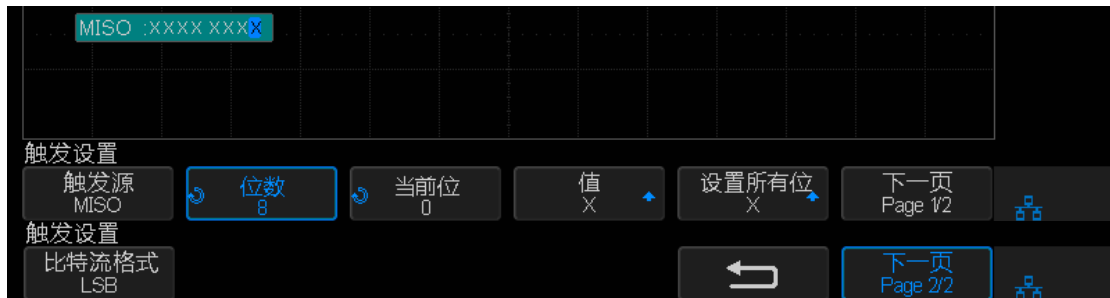 MISO :XXXX XXXX
触发设置
触发源 位数 当前位 值 设置所有位 下一页
MISO 8 0 X X Page 1/2
触发设置
比特流格式 下一页
LSB Page 2/2